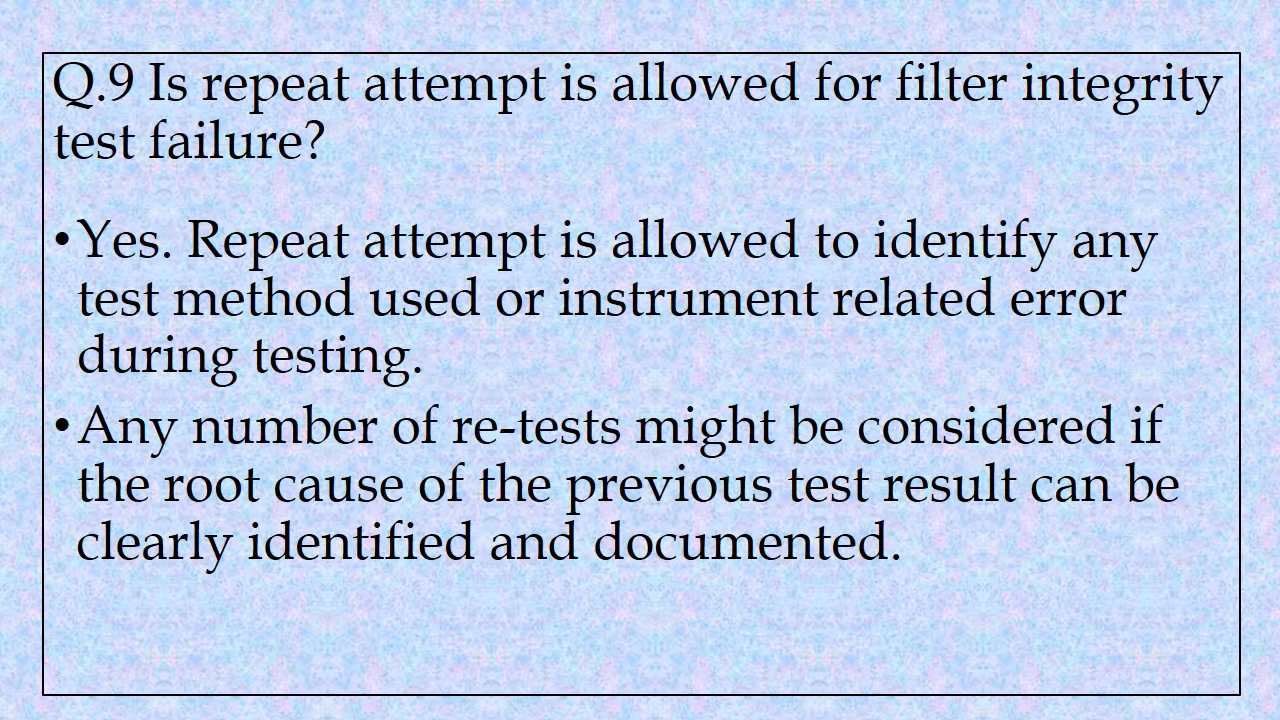 Q.9 Is repeat attempt is allowed for filter integrity
test failure?
•Yes. Repeat attempt is allowed to identify any
test method used or instrument related error
during testing.
•Any number of re-tests might be considered if
the root cause of the previous test result can be
clearly identified and documented.